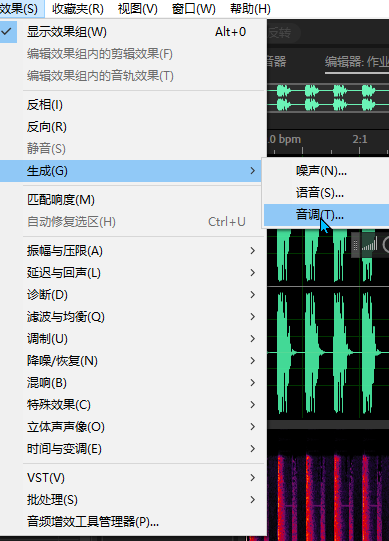 效果(S) 收藏夹(R) 视图(V) 窗口(W) 帮助(H)
显示效果组(W) Alt+0
反转
编辑效果组内的剪辑效果(F)
音器 编辑器: 作业
编辑效果组内的音轨效果(T)
反相(I)
反向(R)
静音(S)
.0 bpm 2:1
生成(G)
噪声(N)...
语音(S)...
音调(T)...
匹配响度(M)
自动修复选区(H) Ctrl+U
振幅与压限(A)
延迟与回声(L)
诊断(D)
滤波与均衡(Q)
调制(U)
降噪/恢复(N)
混响(B)
特殊效果(C)
立体声声像(O)
时间与变调(E)
VST(V)
批处理(S)
音频增效工具管理器(P)...